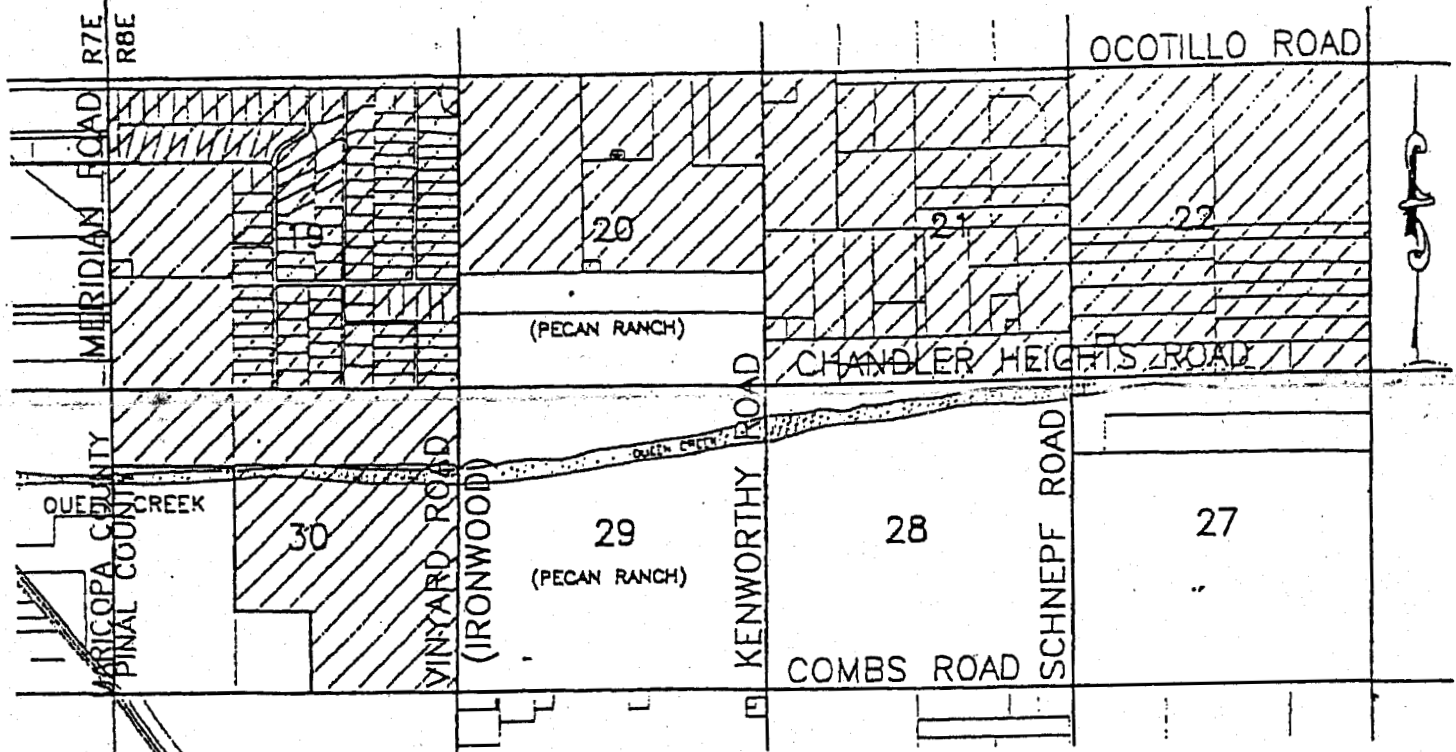 R7E
R8E
OCOTILLO ROAD
MERIDIAN ROAD
19
20
21
22
(PECAN RANCH)
CHANDLER HEIGHTS ROAD
QUEEN CREEK
QUEEN CREEK
MARICOPA COUNTY
PINAL COUNTY
30
VINYARD ROAD
(IRONWOOD)
29
(PECAN RANCH)
KENWORTHY ROAD
28
SCHNEPF ROAD
27
COMBS ROAD